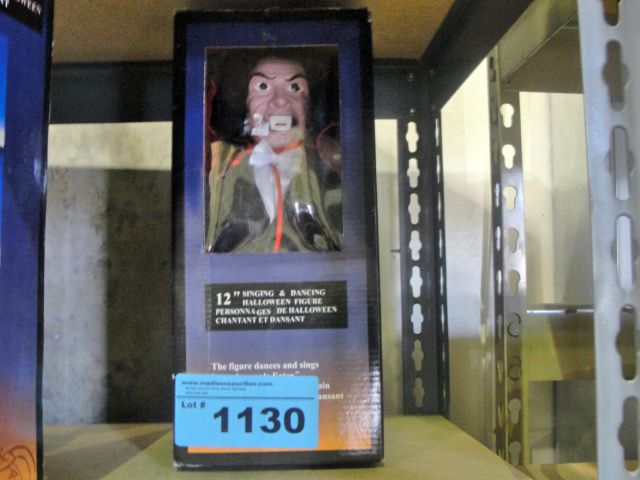 12" SINGING & DANCING
HALLOWEEN FIGURE
PERSONNAGES DE HALLOWEEN
CHANTANT ET DANSANT
The figure dances and sings
www.madisonsauction.com
Lot #
1130